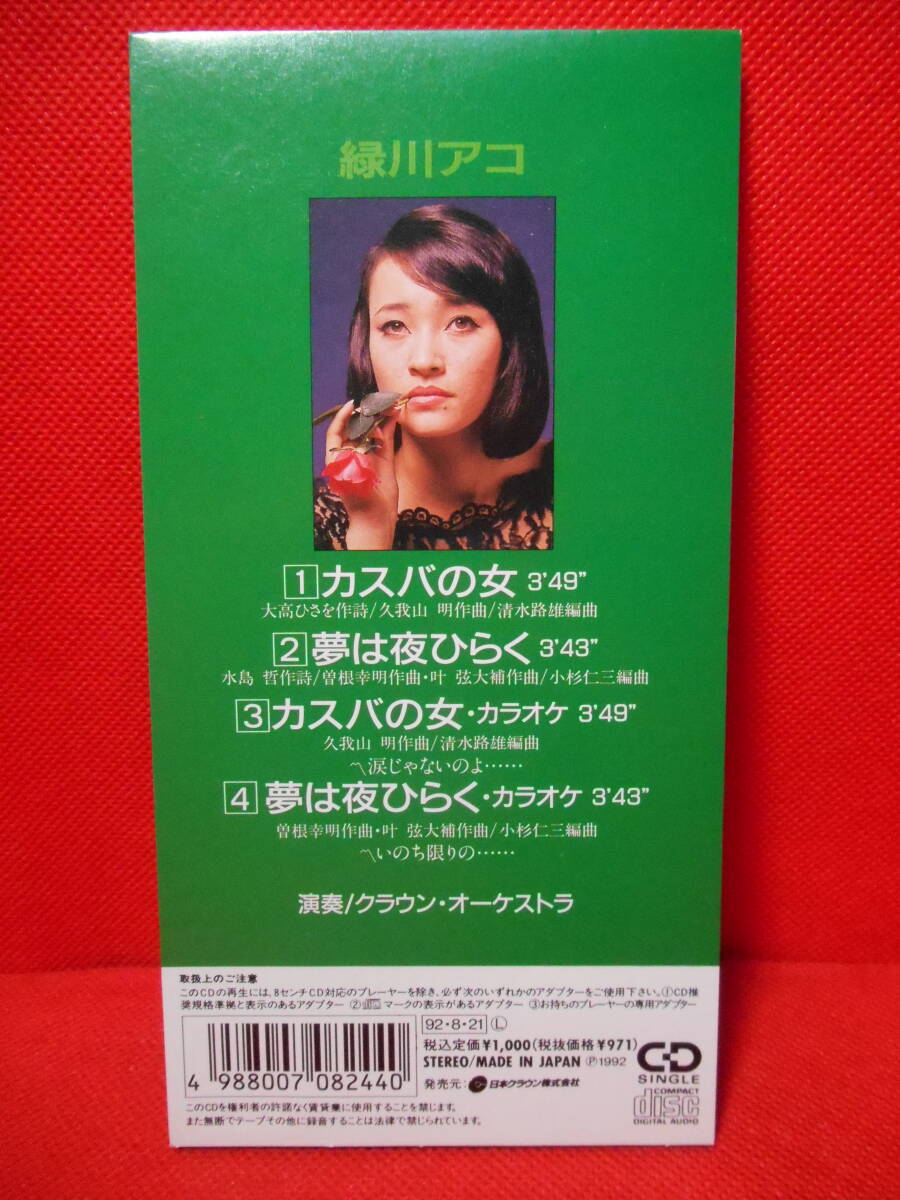 緑川アコ
1 カスバの女 3'49"
大高ひさを作詩/久我山 明作曲/清水路雄編曲
2 夢は夜ひらく 3'43"
水島 哲作詩/曽根幸明作曲・叶 弦大補作曲/小杉仁三編曲
3 カスバの女・カラオケ 3'49"
久我山 明作曲/清水路雄編曲
〽涙じゃないのよ……
4 夢は夜ひらく・カラオケ 3'43"
曽根幸明作曲・叶 弦大補作曲/小杉仁三編曲
〽いのち限りの……
演奏/クラウン・オーケストラ
取扱上のご注意
このCDの再生には、8センチCD対応のプレーヤーを除き、必ず次のいずれかのアダプターをご使用下さい。①CD推
奨規格準拠と表示のあるアダプター ②マークの表示があるアダプター ③お持ちのプレーヤーの専用アダプター
92・8・21 Ⓛ
税込定価¥1,000(税抜価格¥971)
STEREO/MADE IN JAPAN ℗1992
発売元: 日本クラウン株式会社
4 988007 082440
CD
SINGLE
COMPACT
disc
DIGITAL AUDIO
このCDを権利者の許諾なく賃貸業に使用することを禁じます。
また無断でテープその他に録音することは法律で禁じられています。